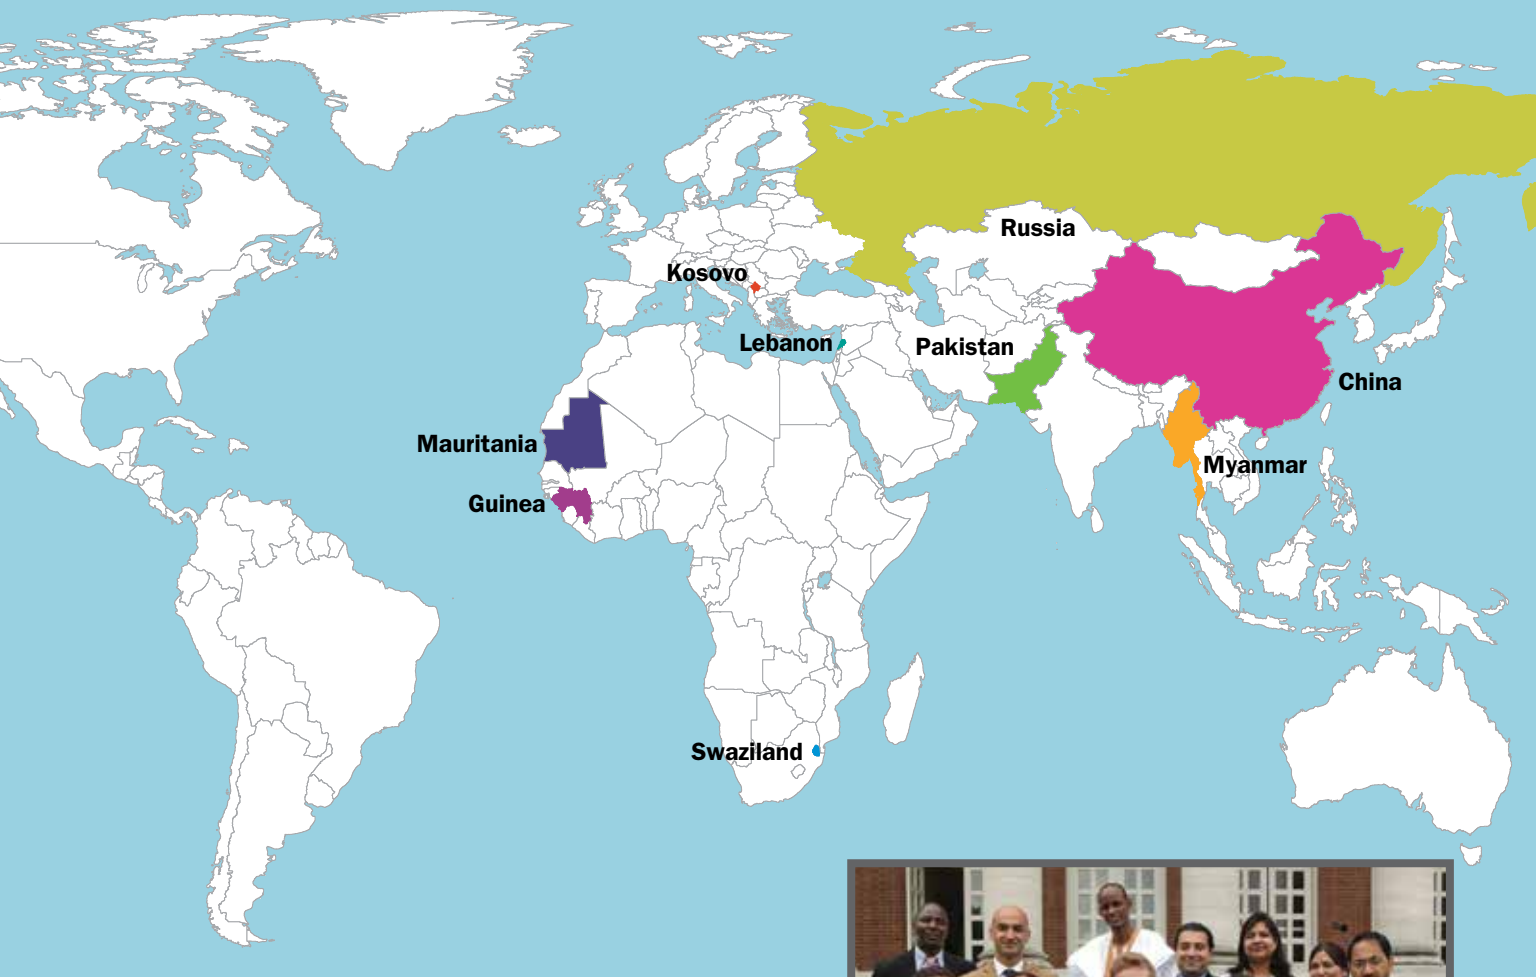 Russia
Kosovo
Lebanon
Pakistan
China
Mauritania
Myanmar
Guinea
Swaziland